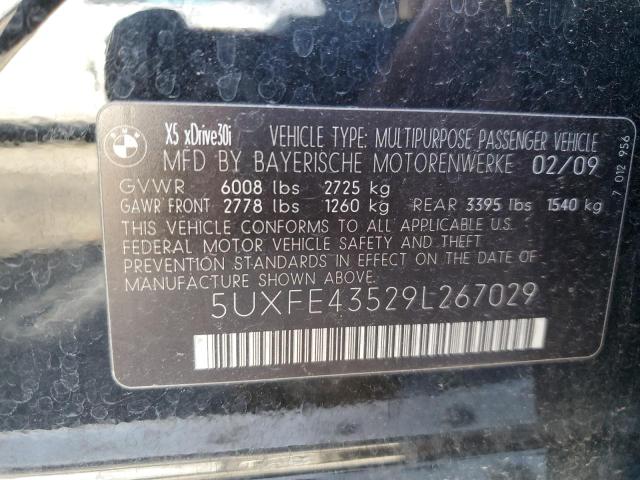 BMW
X5 xDrive30i VEHICLE TYPE: MULTIPURPOSE PASSENGER VEHICLE
MFD BY BAYERISCHE MOTORENWERKE 02/09
GVWR 6008 lbs 2725 kg
GAWR FRONT 2778 lbs 1260 kg REAR 3395 lbs 1540 kg
THIS VEHICLE CONFORMS TO ALL APPLICABLE U.S.
FEDERAL MOTOR VEHICLE SAFETY AND THEFT
PREVENTION STANDARDS IN EFFECT ON THE DATE OF
MANUFACTURE SHOWN ABOVE.
5UXFE43529L267029
7 012 956